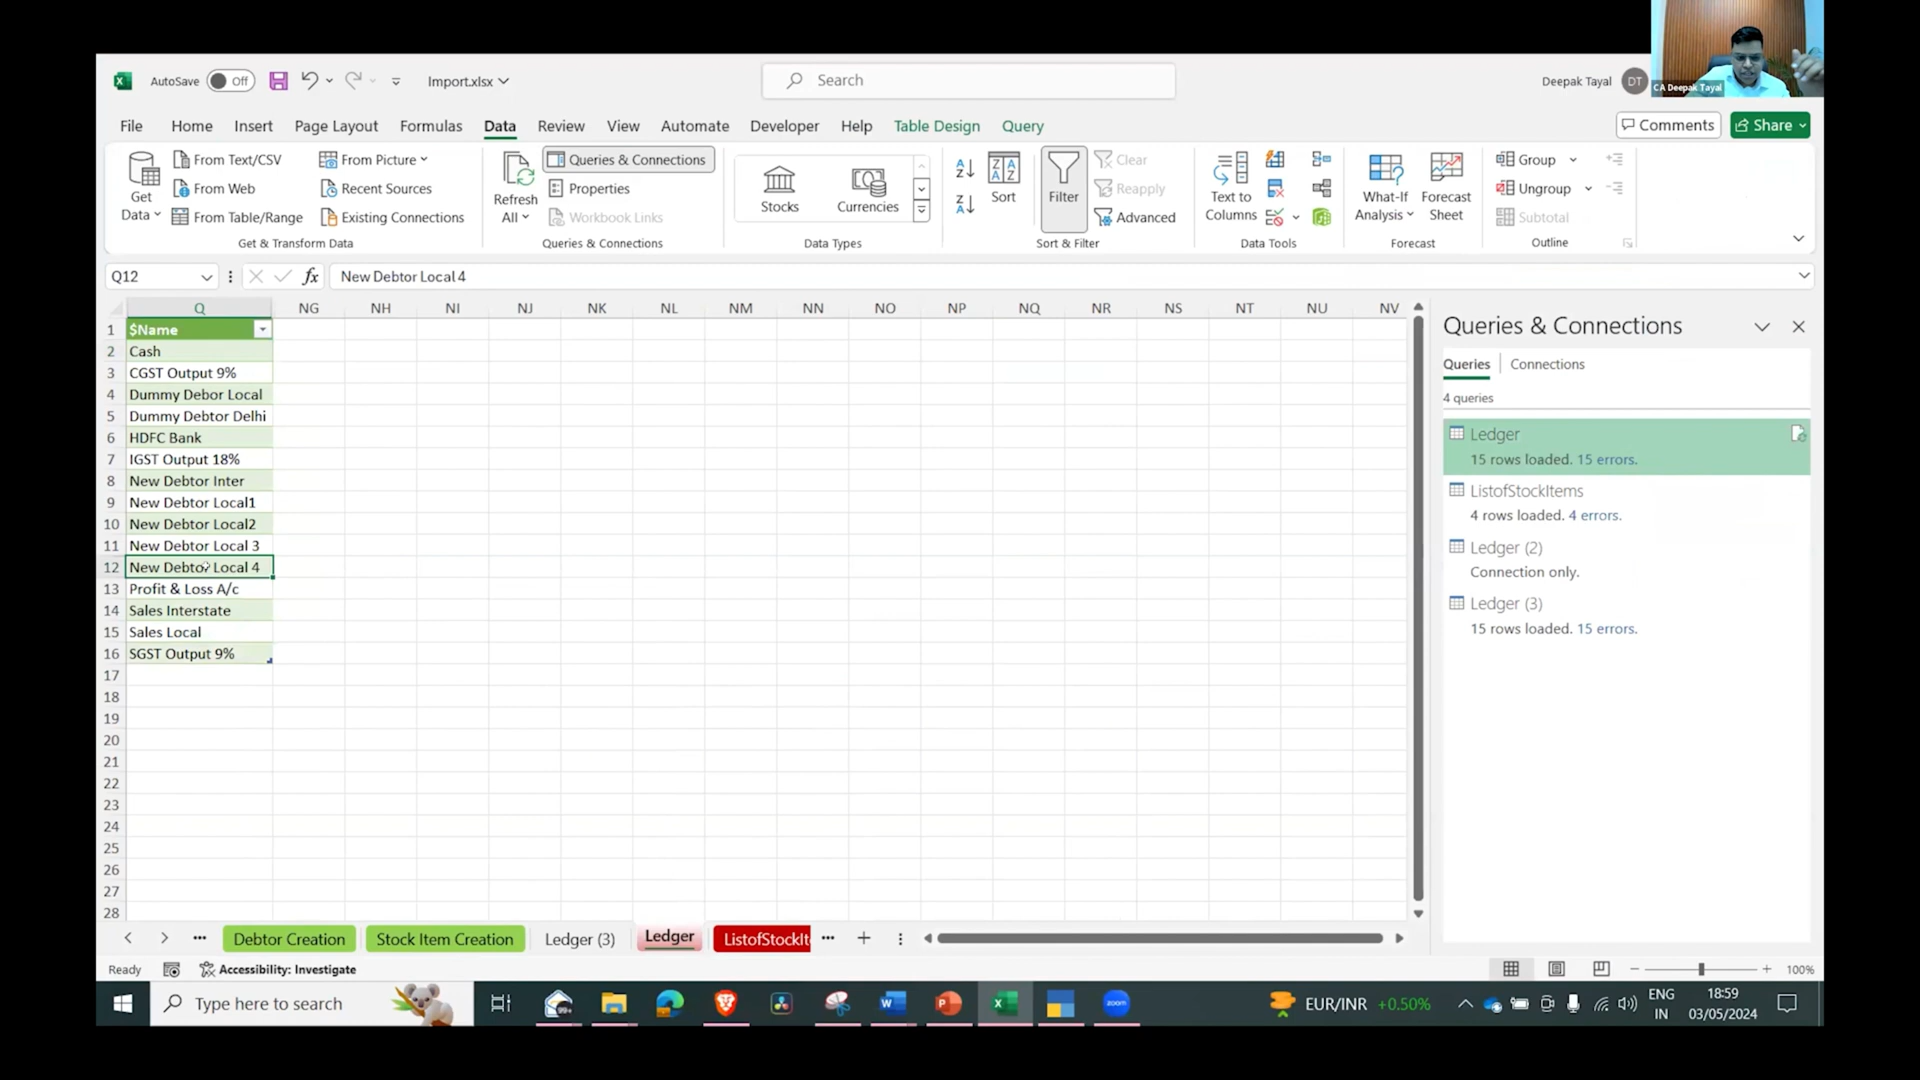 AutoSave Off Import.xlsx Search Deepak Tayal DT CA Deepak Tayal
File Home Insert Page Layout Formulas Data Review View Automate Developer Help Table Design Query Comments Share
Get Data From Text/CSV From Web From Table/Range From Picture Recent Sources Existing Connections
Get & Transform Data
Refresh All Queries & Connections Properties Workbook Links
Queries & Connections
Stocks Currencies
Data Types
Sort Filter Clear Reapply Advanced
Sort & Filter
Text to Columns
Data Tools
What-If Analysis Forecast Sheet
Forecast
Group Ungroup Subtotal
Outline
Q12 fx New Debtor Local 4
Q NG NH NI NJ NK NL NM NN NO NP NQ NR NS NT NU NV
1 $Name
2 Cash
3 CGST Output 9%
4 Dummy Debor Local
5 Dummy Debtor Delhi
6 HDFC Bank
7 IGST Output 18%
8 New Debtor Inter
9 New Debtor Local1
10 New Debtor Local2
11 New Debtor Local 3
12 New Debtor Local 4
13 Profit & Loss A/c
14 Sales Interstate
15 Sales Local
16 SGST Output 9%
17
18
19
20
21
22
23
24
25
26
27
28
Queries & Connections
Queries Connections
4 queries
Ledger
15 rows loaded. 15 errors.
ListofStockItems
4 rows loaded. 4 errors.
Ledger (2)
Connection only.
Ledger (3)
15 rows loaded. 15 errors.
Debtor Creation Stock Item Creation Ledger (3) Ledger ListofStockIt
Ready Accessibility: Investigate 100%
Type here to search 99+ zoom EUR/INR +0.50% ENG IN 18:59 03/05/2024